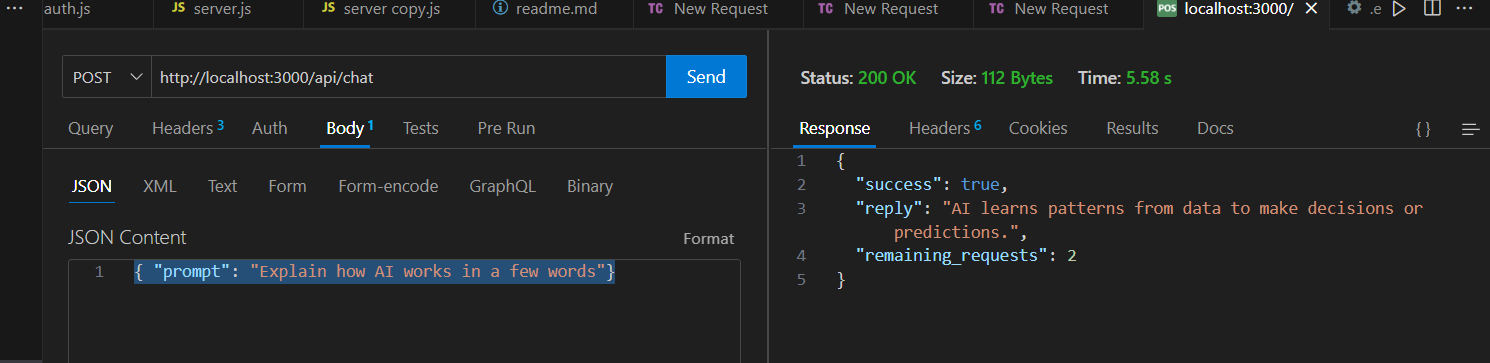 ... auth.js JS server.js JS server copy.js readme.md TC New Request TC New Request TC New Request POS localhost:3000/ × .e ...
POST http://localhost:3000/api/chat Send
Status: 200 OK Size: 112 Bytes Time: 5.58 s
Query Headers 3 Auth Body 1 Tests Pre Run
Response Headers 6 Cookies Results Docs { }
JSON XML Text Form Form-encode GraphQL Binary
JSON Content Format
1 { "prompt": "Explain how AI works in a few words"}
1 {
2 "success": true,
3 "reply": "AI learns patterns from data to make decisions or
predictions.",
4 "remaining_requests": 2
5 }